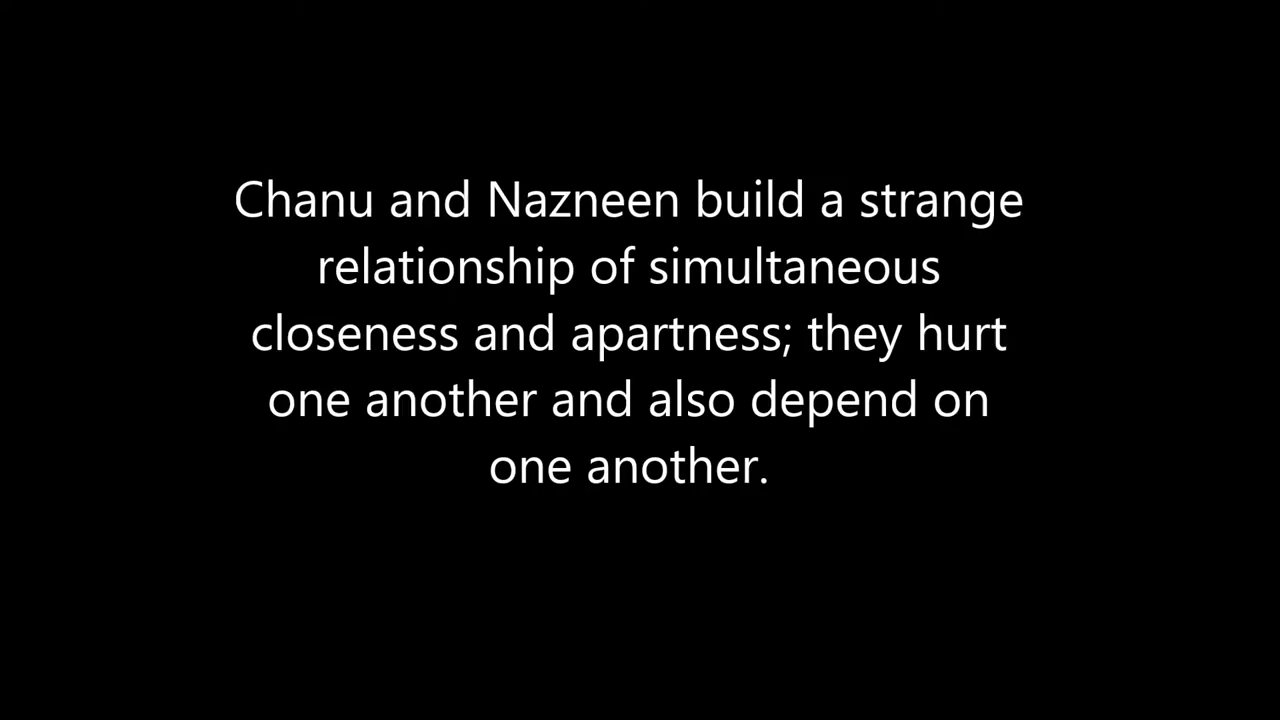 Chanu and Nazneen build a strange
relationship of simultaneous
closeness and apartness; they hurt
one another and also depend on
one another.